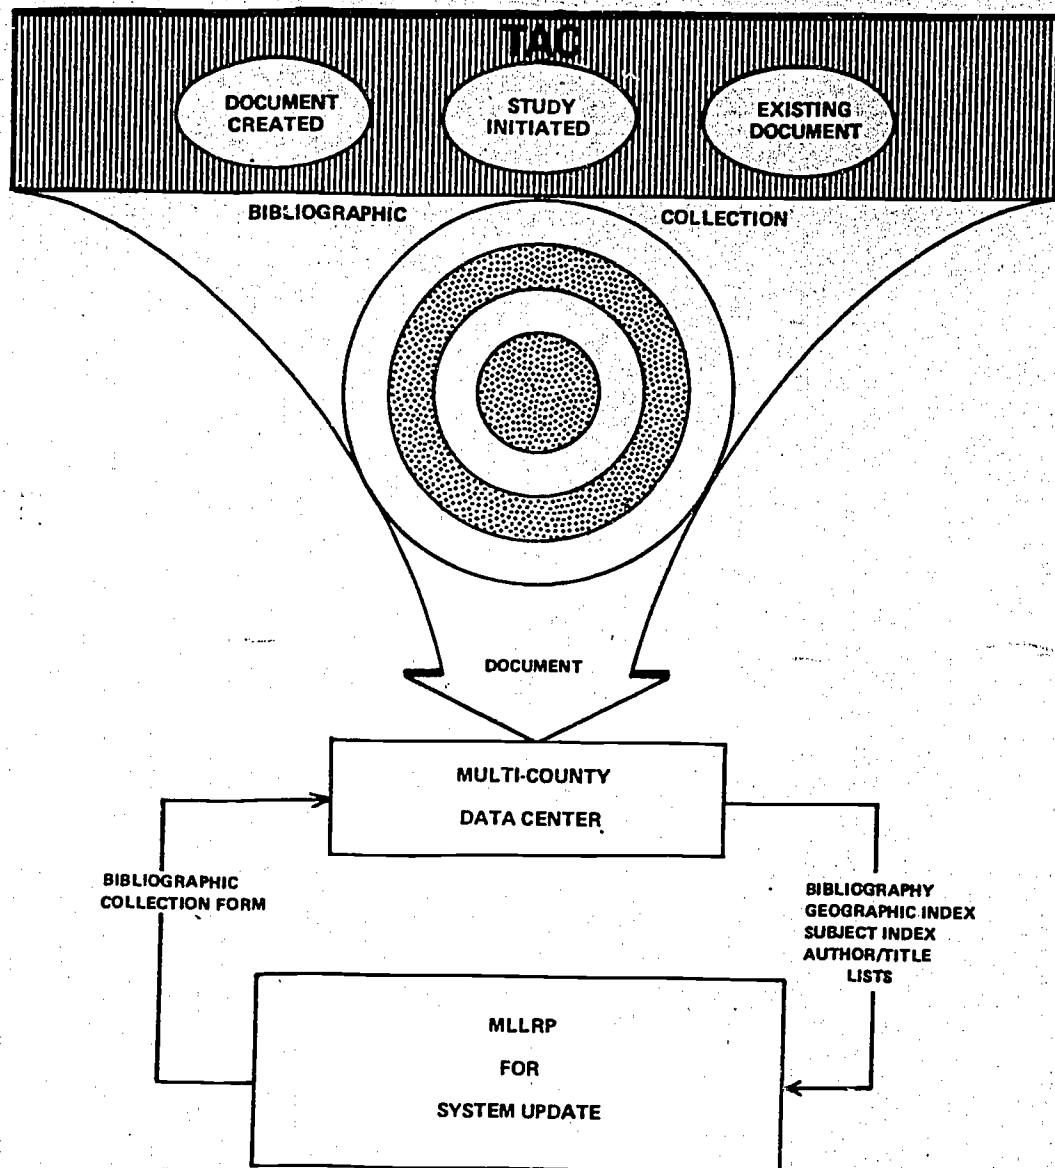 TAC
DOCUMENT
CREATED
STUDY
INITIATED
EXISTING
DOCUMENT
BIBLIOGRAPHIC COLLECTION
DOCUMENT
MULTI-COUNTY
DATA CENTER
BIBLIOGRAPHIC
COLLECTION FORM
BIBLIOGRAPHY
GEOGRAPHIC INDEX
SUBJECT INDEX
AUTHOR/TITLE
LISTS
MLLRP
FOR
SYSTEM UPDATE